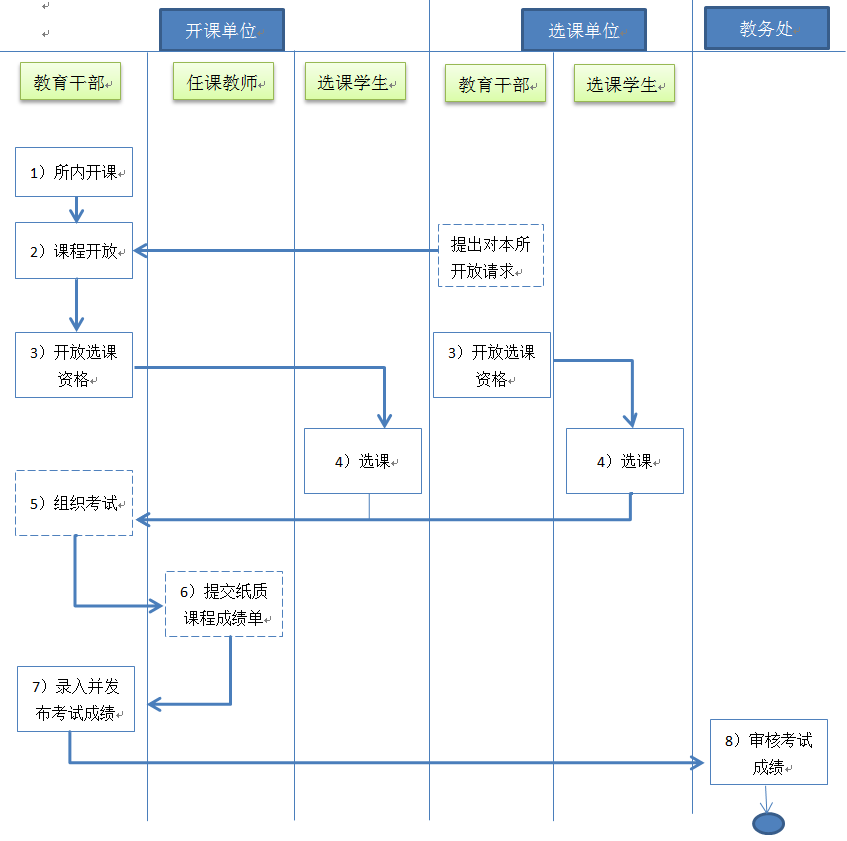 开课单位
选课单位
教务处
教育干部
任课教师
选课学生
教育干部
选课学生
1）所内开课
2）课程开放
提出对本所
开放请求
3）开放选课
资格
3）开放选课
资格
4）选课
4）选课
5）组织考试
6）提交纸质
课程成绩单
7）录入并发
布考试成绩
8）审核考试
成绩